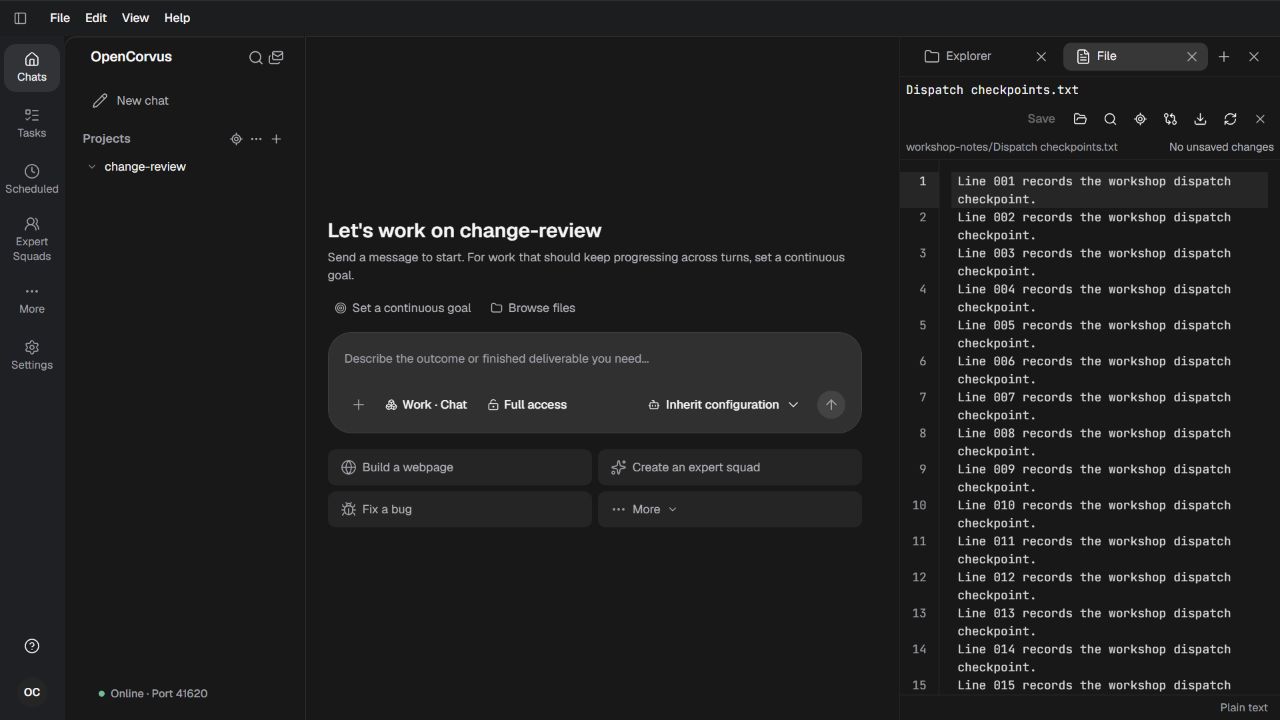 File Edit View Help
Chats
Tasks
Scheduled
Expert
Squads
More
Settings
OC
OpenCorvus
New chat
Projects
change-review
Online · Port 41620
Let's work on change-review
Send a message to start. For work that should keep progressing across turns, set a continuous
goal.
Set a continuous goal Browse files
Describe the outcome or finished deliverable you need...
Work · Chat Full access Inherit configuration
Build a webpage Create an expert squad
Fix a bug More
Explorer File
Dispatch checkpoints.txt
Save
workshop-notes/Dispatch checkpoints.txt No unsaved changes
1 Line 001 records the workshop dispatch
checkpoint.
2 Line 002 records the workshop dispatch
checkpoint.
3 Line 003 records the workshop dispatch
checkpoint.
4 Line 004 records the workshop dispatch
checkpoint.
5 Line 005 records the workshop dispatch
checkpoint.
6 Line 006 records the workshop dispatch
checkpoint.
7 Line 007 records the workshop dispatch
checkpoint.
8 Line 008 records the workshop dispatch
checkpoint.
9 Line 009 records the workshop dispatch
checkpoint.
10 Line 010 records the workshop dispatch
checkpoint.
11 Line 011 records the workshop dispatch
checkpoint.
12 Line 012 records the workshop dispatch
checkpoint.
13 Line 013 records the workshop dispatch
checkpoint.
14 Line 014 records the workshop dispatch
checkpoint.
15 Line 015 records the workshop dispatch
Plain text